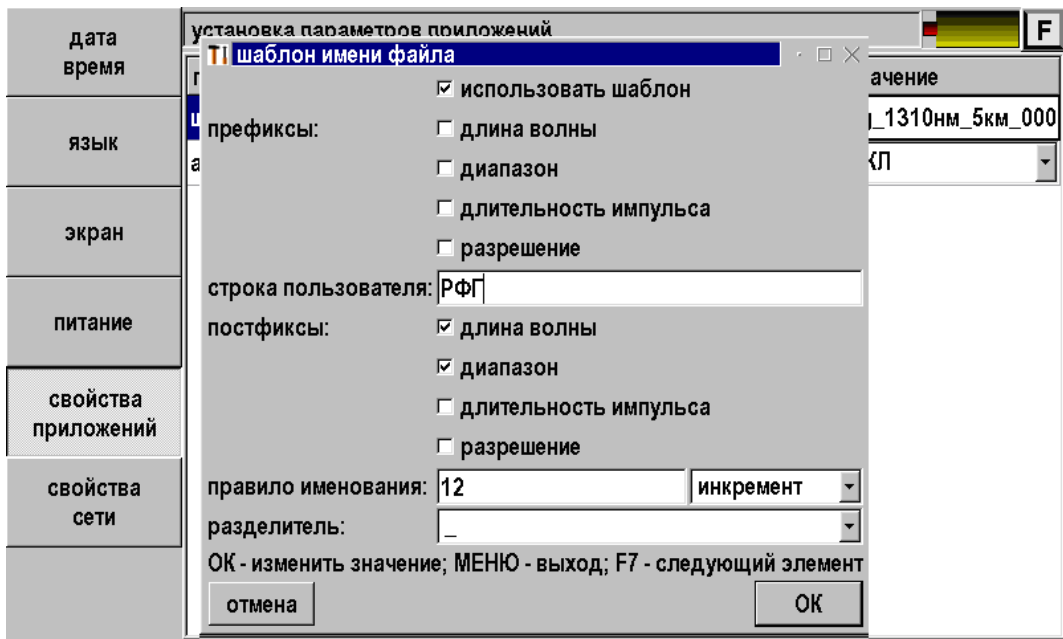 дата
время
язык
экран
питание
свойства
приложений
свойства
сети
установка параметров приложений
F
шаблон имени файла
использовать шаблон
префиксы:
длина волны
диапазон
длительность импульса
разрешение
строка пользователя: РФГ
постфиксы:
длина волны
диапазон
длительность импульса
разрешение
правило именования: 12 инкремент
разделитель: _
ОК - изменить значение; МЕНЮ - выход; F7 - следующий элемент
отмена
ОК
ачение
_1310нм_5км_000
КЛ